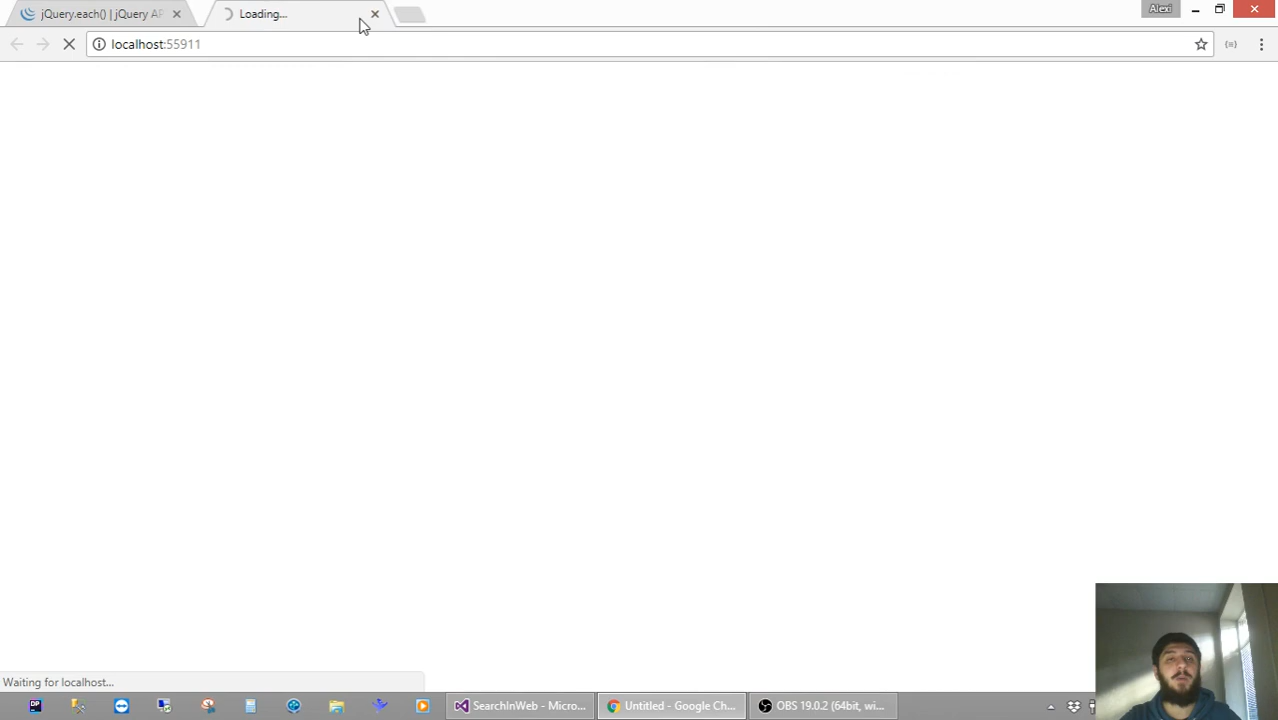 jQuery.each() | jQuery AP
Loading...
Alexi
localhost:55911
Waiting for localhost...
SearchInWeb - Micro...
Untitled - Google Ch...
OBS 19.0.2 (64bit, wi...